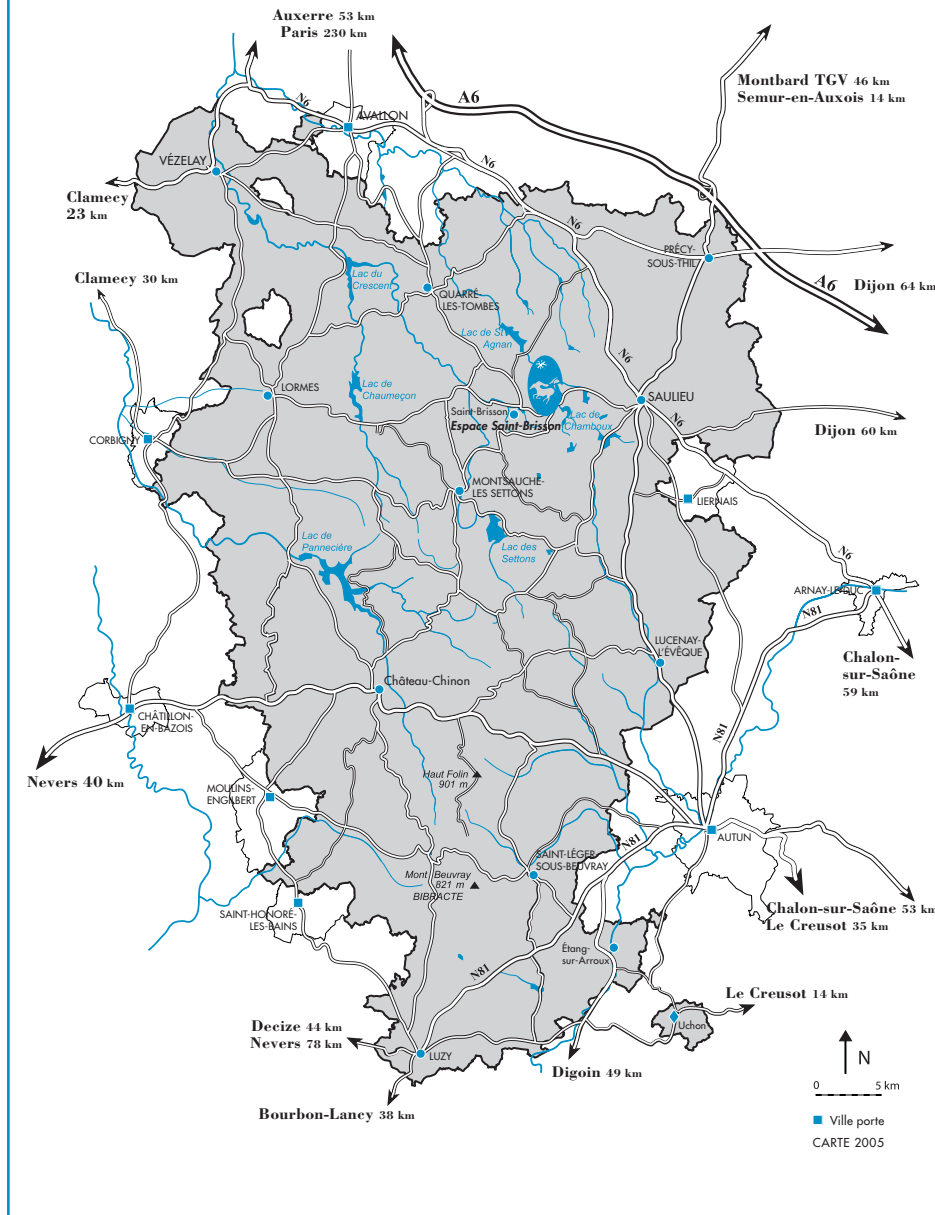 Auxerre 53 km
Paris 230 km
Montbard TGV 46 km
Semur-en-Auxois 14 km
A6
N6
AVALLON
VÉZELAY
N6
Clamecy
23 km
N6
PRÉCY-
SOUS-THIL
Clamecy 30 km
Lac du
Crescent
A6
Dijon 64 km
QUARRÉ-
LES-TOMBES
Lac de St
Agnan
N6
LORMES
Lac de
Chaumeçon
SAULIEU
Saint-Brisson
Espace Saint-Brisson
Lac de
Chamboux
N6
Dijon 60 km
CORBIGNY
MONTSAUCHE-
LES SETTONS
LIERNAIS
Lac de
Pannecière
Lac des
Settons
N6
ARNAY-LE-DUC
N81
LUCENAY-
L'ÉVÊQUE
Chalon-
sur-Saône
59 km
Château-Chinon
CHÂTILLON-
EN-BAZOIS
N81
Nevers 40 km
Haut Folin
901 m
MOULINS-
ENGILBERT
N81
AUTUN
SAINT-LÉGER
SOUS-BEUVRAY
Mont Beuvray
821 m
BIBRACTE
SAINT-HONORÉ-
LES-BAINS
Chalon-sur-Saône 53 km
Le Creusot 35 km
Étang-
sur-Arroux
N81
Le Creusot 14 km
Uchon
Decize 44 km
Nevers 78 km
LUZY
Digoin 49 km
Bourbon-Lancy 38 km
N
0 5 km
Ville porte
CARTE 2005